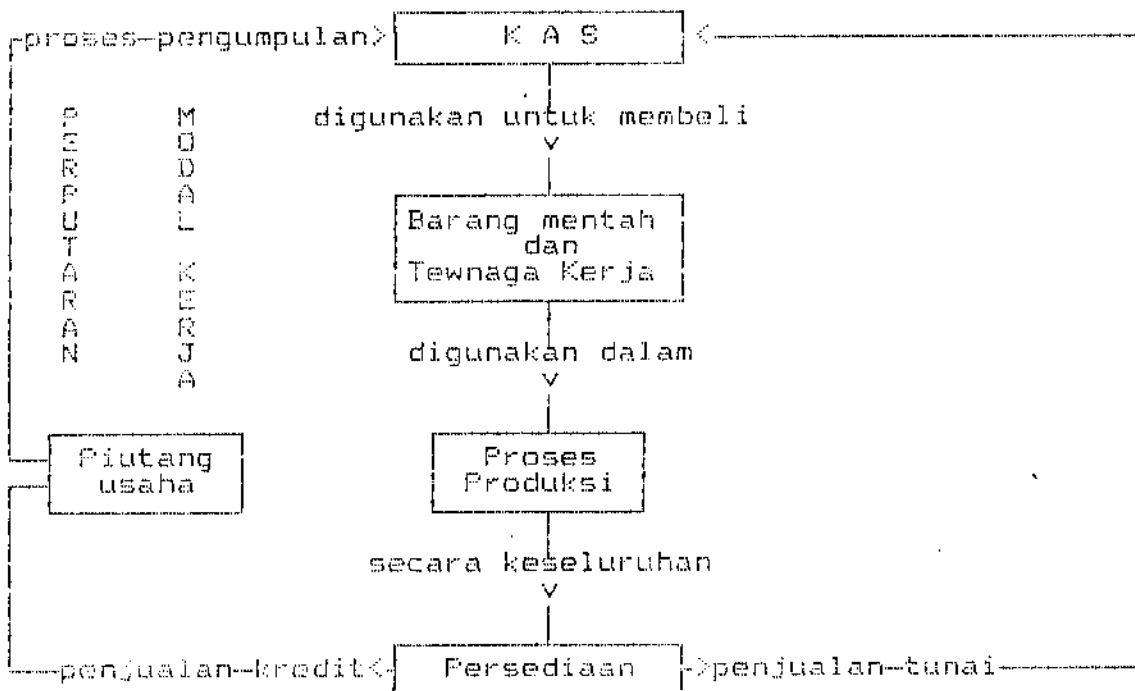 proses-pengumpulan> K A S <
P M digunakan untuk membeli
E O v
R D
P A
U L Barang mentah
T dan
A K Tewnaga Kerja
R E
A R
N J digunakan dalam
A v
Piutang Proses
usaha Produksi
secara keseluruhan
v
penjualan-kredit< Persediaan >penjualan-tunai